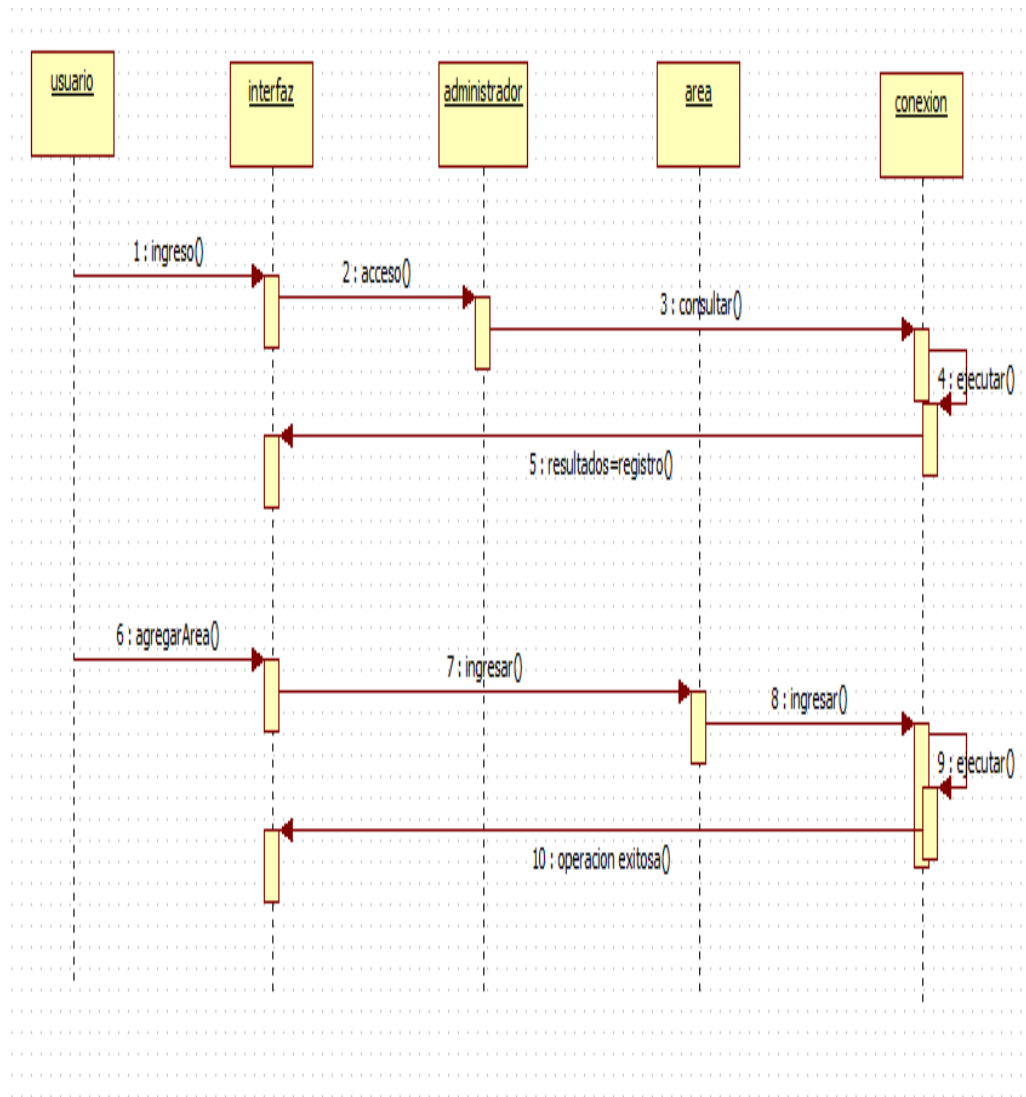 usuario
interfaz
administrador
area
conexion
1 : ingreso()
2 : acceso()
3 : consultar()
4 : ejecutar()
5 : resultados=registro()
6 : agregarArea()
7 : ingresar()
8 : ingresar()
9 : ejecutar()
10 : operacion exitosa()